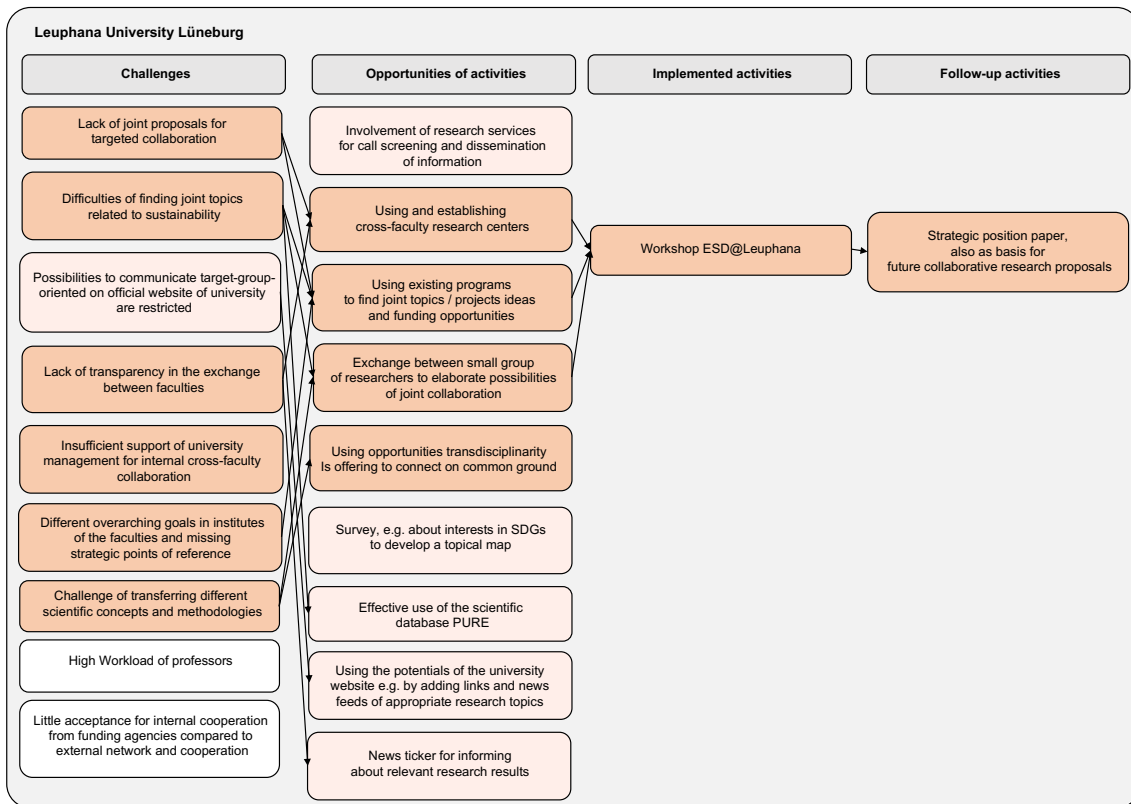 Leuphana University Lüneburg
Challenges
Opportunities of activities
Implemented activities
Follow-up activities
Lack of joint proposals for
targeted collaboration
Difficulties of finding joint topics
related to sustainability
Possibilities to communicate target-group-
oriented on official website of university
are restricted
Lack of transparency in the exchange
between faculties
Insufficient support of university
management for internal cross-faculty
collaboration
Different overarching goals in institutes
of the faculties and missing
strategic points of reference
Challenge of transferring different
scientific concepts and methodologies
High Workload of professors
Little acceptance for internal cooperation
from funding agencies compared to
external network and cooperation
Involvement of research services
for call screening and dissemination
of information
Using and establishing
cross-faculty research centers
Using existing programs
to find joint topics / projects ideas
and funding opportunities
Exchange between small group
of researchers to elaborate possibilities
of joint collaboration
Using opportunities transdisciplinarity
Is offering to connect on common ground
Survey, e.g. about interests in SDGs
to develop a topical map
Effective use of the scientific
database PURE
Using the potentials of the university
website e.g. by adding links and news
feeds of appropriate research topics
News ticker for informing
about relevant research results
Workshop ESD@Leuphana
Strategic position paper,
also as basis for
future collaborative research proposals